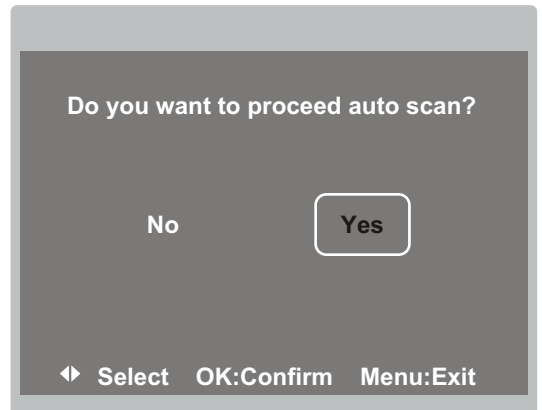 Do you want to proceed auto scan?
No Yes
Select OK:Confirm Menu:Exit